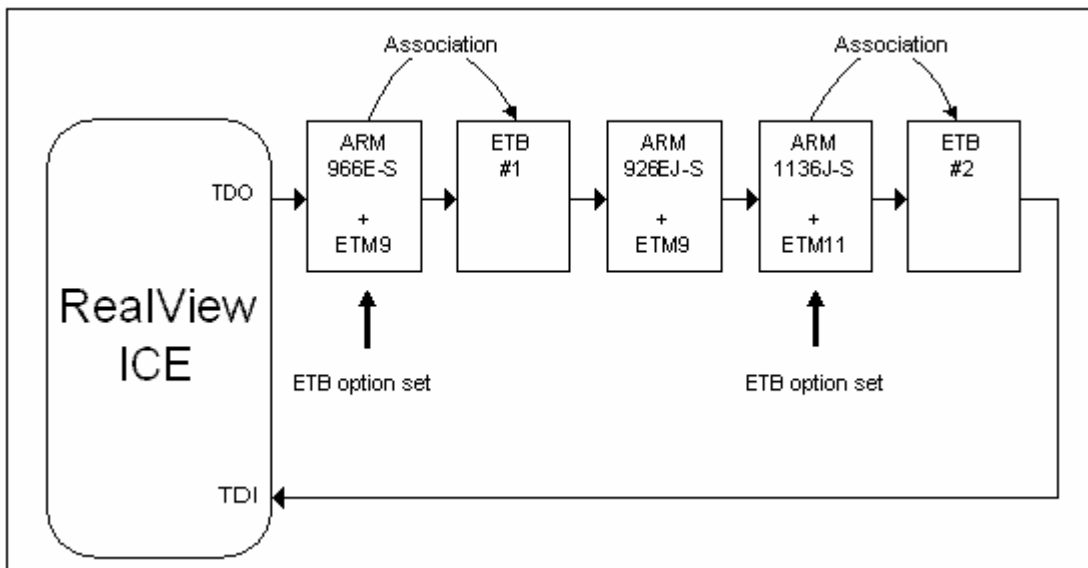 Association
Association
TDO
ARM
966E-S
+
ETM9
ETB
#1
ARM
926EJ-S
+
ETM9
ARM
1136J-S
+
ETM11
ETB
#2
RealView
ICE
ETB option set
ETB option set
TDI